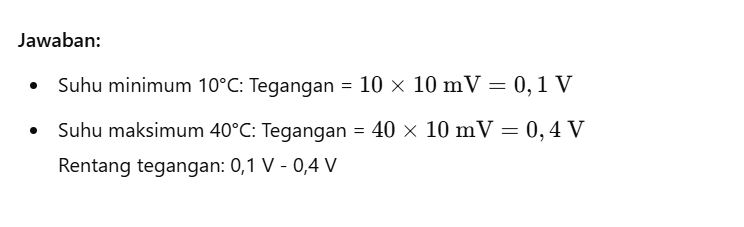 Jawaban:
• Suhu minimum 10°C: Tegangan = 10 × 10 mV = 0, 1 V
• Suhu maksimum 40°C: Tegangan = 40 × 10 mV = 0, 4 V
Rentang tegangan: 0,1 V - 0,4 V